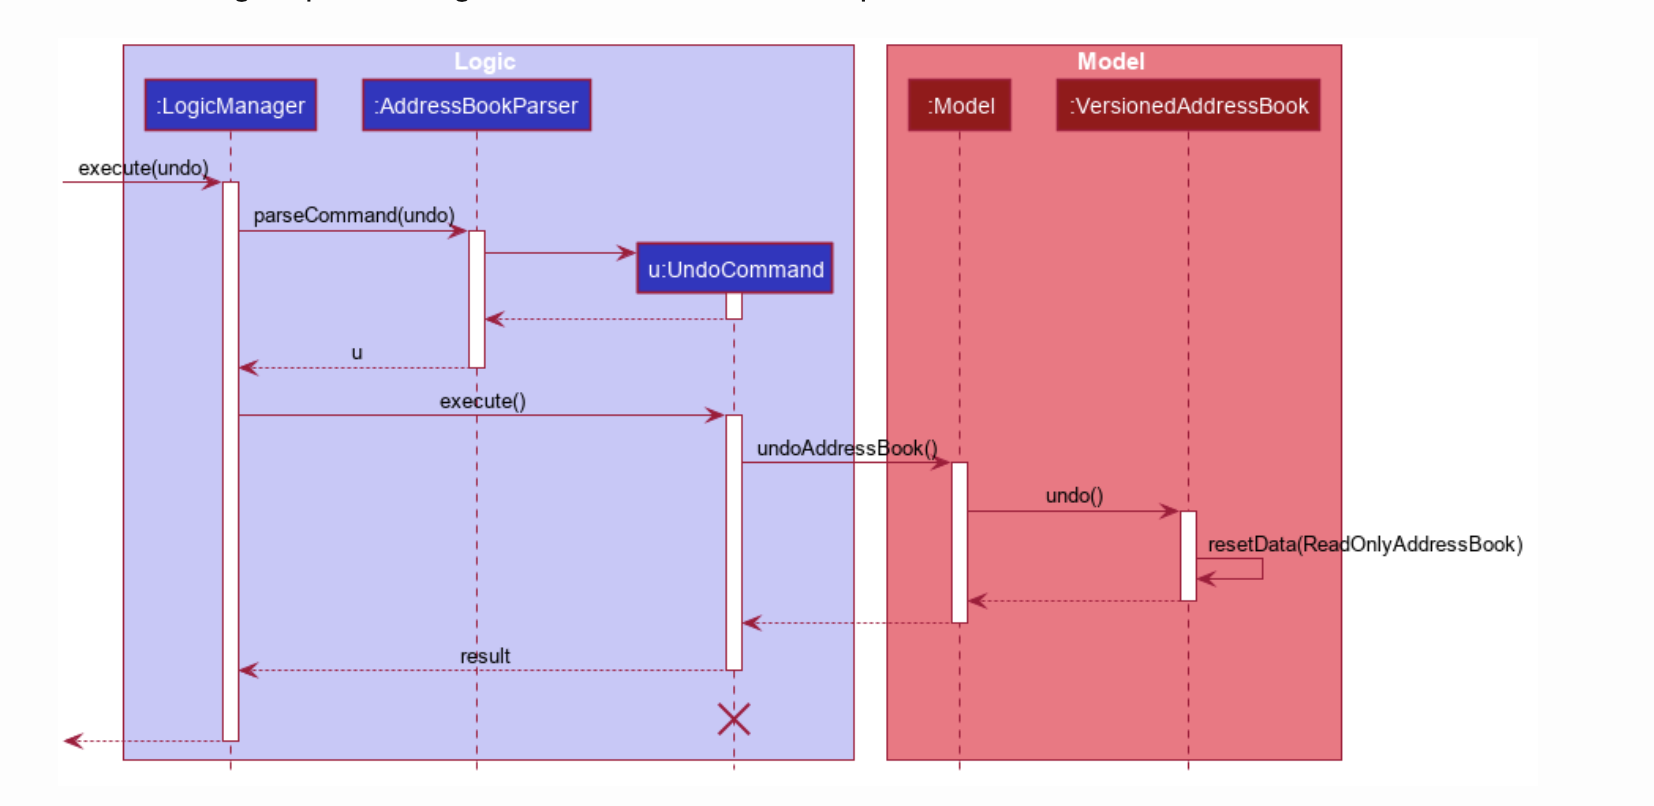 Logic
Model
:LogicManager
:AddressBookParser
:Model
:VersionedAddressBook
execute(undo)
parseCommand(undo)
u:UndoCommand
u
execute()
undoAddressBook()
undo()
resetData(ReadOnlyAddressBook)
result